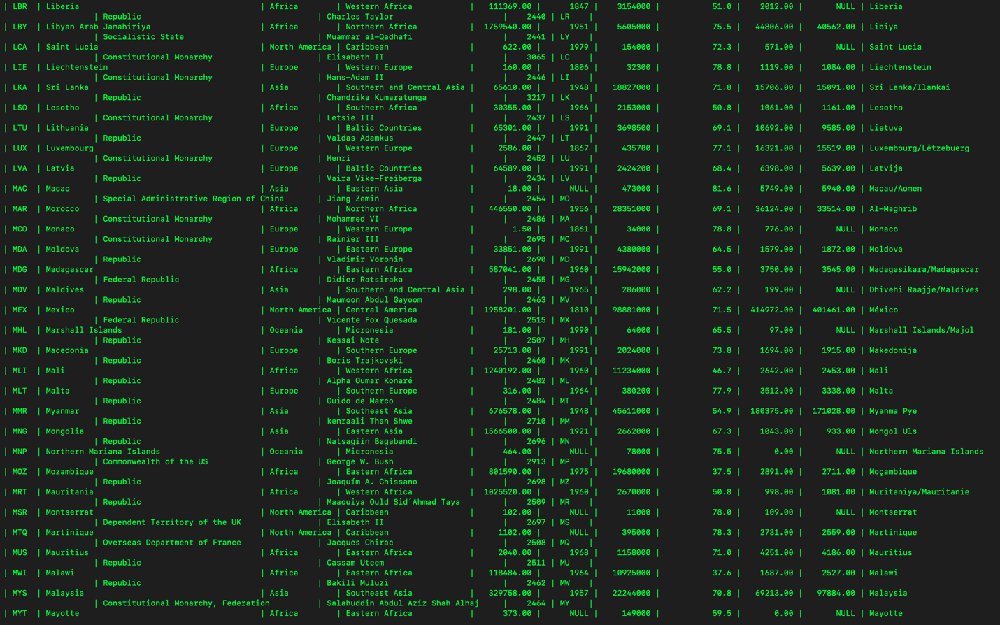 | LBR | Liberia | Africa | Western Africa | 111369.00 | 1847 | 3154000 | 51.0 | 2012.00 | NULL | Liberia
| Republic | Charles Taylor | 2440 | LR |
| LBY | Libyan Arab Jamahiriya | Africa | Northern Africa | 1759540.00 | 1951 | 5605000 | 75.5 | 44806.00 | 40562.00 | Libiya
| Socialistic State | Muammar al-Qadhafi | 2441 | LY |
| LCA | Saint Lucia | North America | Caribbean | 622.00 | 1979 | 154000 | 72.3 | 571.00 | NULL | Saint Lucia
| Constitutional Monarchy | Elisabeth II | 3065 | LC |
| LIE | Liechtenstein | Europe | Western Europe | 160.00 | 1806 | 32300 | 78.8 | 1119.00 | 1084.00 | Liechtenstein
| Constitutional Monarchy | Hans-Adam II | 2446 | LI |
| LKA | Sri Lanka | Asia | Southern and Central Asia | 65610.00 | 1948 | 18827000 | 71.8 | 15706.00 | 15091.00 | Sri Lanka/Ilankai
| Republic | Chandrika Kumaratunga | 3217 | LK |
| LSO | Lesotho | Africa | Southern Africa | 30355.00 | 1966 | 2153000 | 50.8 | 1061.00 | 1161.00 | Lesotho
| Constitutional Monarchy | Letsie III | 2437 | LS |
| LTU | Lithuania | Europe | Baltic Countries | 65301.00 | 1991 | 3698500 | 69.1 | 10692.00 | 9585.00 | Lietuva
| Republic | Valdas Adamkus | 2447 | LT |
| LUX | Luxembourg | Europe | Western Europe | 2586.00 | 1867 | 435700 | 77.1 | 16321.00 | 15519.00 | Luxembourg/Lëtzebuerg
| Constitutional Monarchy | Henri | 2452 | LU |
| LVA | Latvia | Europe | Baltic Countries | 64589.00 | 1991 | 2424200 | 68.4 | 6398.00 | 5639.00 | Latvija
| Republic | Vaira Vike-Freiberga | 2434 | LV |
| MAC | Macao | Asia | Eastern Asia | 18.00 | NULL | 473000 | 81.6 | 5749.00 | 5940.00 | Macau/Aomen
| Special Administrative Region of China | Jiang Zemin | 2454 | MO |
| MAR | Morocco | Africa | Northern Africa | 446550.00 | 1956 | 28351000 | 69.1 | 36124.00 | 33514.00 | Al-Maghrib
| Constitutional Monarchy | Mohammed VI | 2486 | MA |
| MCO | Monaco | Europe | Western Europe | 1.50 | 1861 | 34000 | 78.8 | 776.00 | NULL | Monaco
| Constitutional Monarchy | Rainier III | 2695 | MC |
| MDA | Moldova | Europe | Eastern Europe | 33851.00 | 1991 | 4380000 | 64.5 | 1579.00 | 1872.00 | Moldova
| Republic | Vladimir Voronin | 2690 | MD |
| MDG | Madagascar | Africa | Eastern Africa | 587041.00 | 1960 | 15942000 | 55.0 | 3750.00 | 3545.00 | Madagasikara/Madagascar
| Federal Republic | Didier Ratsiraka | 2455 | MG |
| MDV | Maldives | Asia | Southern and Central Asia | 298.00 | 1965 | 286000 | 62.2 | 199.00 | NULL | Dhivehi Raajje/Maldives
| Republic | Maumoon Abdul Gayoom | 2463 | MV |
| MEX | Mexico | North America | Central America | 1958201.00 | 1810 | 98881000 | 71.5 | 414972.00 | 401461.00 | México
| Federal Republic | Vicente Fox Quesada | 2515 | MX |
| MHL | Marshall Islands | Oceania | Micronesia | 181.00 | 1990 | 64000 | 65.5 | 97.00 | NULL | Marshall Islands/Majol
| Republic | Kessai Note | 2507 | MH |
| MKD | Macedonia | Europe | Southern Europe | 25713.00 | 1991 | 2024000 | 73.8 | 1694.00 | 1915.00 | Makedonija
| Republic | Boris Trajkovski | 2460 | MK |
| MLI | Mali | Africa | Western Africa | 1240192.00 | 1960 | 11234000 | 46.7 | 2642.00 | 2453.00 | Mali
| Republic | Alpha Oumar Konaré | 2482 | ML |
| MLT | Malta | Europe | Southern Europe | 316.00 | 1964 | 380200 | 77.9 | 3512.00 | 3338.00 | Malta
| Republic | Guido de Marco | 2484 | MT |
| MMR | Myanmar | Asia | Southeast Asia | 676578.00 | 1948 | 45611000 | 54.9 | 180375.00 | 171028.00 | Myanma Pye
| Republic | kenraali Than Shwe | 2710 | MM |
| MNG | Mongolia | Asia | Eastern Asia | 1566500.00 | 1921 | 2662000 | 67.3 | 1043.00 | 933.00 | Mongol Uls
| Republic | Natsagiin Bagabandi | 2696 | MN |
| MNP | Northern Mariana Islands | Oceania | Micronesia | 464.00 | NULL | 78000 | 75.5 | 0.00 | NULL | Northern Mariana Islands
| Commonwealth of the US | George W. Bush | 2913 | MP |
| MOZ | Mozambique | Africa | Eastern Africa | 801590.00 | 1975 | 19680000 | 37.5 | 2891.00 | 2711.00 | Moçambique
| Republic | Joaquím A. Chissano | 2698 | MZ |
| MRT | Mauritania | Africa | Western Africa | 1025520.00 | 1960 | 2670000 | 50.8 | 998.00 | 1081.00 | Muritaniya/Mauritanie
| Republic | Maaouiya Ould Sid´Ahmad Taya | 2509 | MR |
| MSR | Montserrat | North America | Caribbean | 102.00 | NULL | 11000 | 78.0 | 109.00 | NULL | Montserrat
| Dependent Territory of the UK | Elisabeth II | 2697 | MS |
| MTQ | Martinique | North America | Caribbean | 1102.00 | NULL | 395000 | 78.3 | 2731.00 | 2559.00 | Martinique
| Overseas Department of France | Jacques Chirac | 2508 | MQ |
| MUS | Mauritius | Africa | Eastern Africa | 2040.00 | 1968 | 1158000 | 71.0 | 4251.00 | 4186.00 | Mauritius
| Republic | Cassam Uteem | 2511 | MU |
| MWI | Malawi | Africa | Eastern Africa | 118484.00 | 1964 | 10925000 | 37.6 | 1687.00 | 2527.00 | Malawi
| Republic | Bakili Muluzi | 2462 | MW |
| MYS | Malaysia | Asia | Southeast Asia | 329758.00 | 1957 | 22244000 | 70.8 | 69213.00 | 97884.00 | Malaysia
| Constitutional Monarchy, Federation | Salahuddin Abdul Aziz Shah Alhaj | 2464 | MY |
| MYT | Mayotte | Africa | Eastern Africa | 373.00 | NULL | 149000 | 59.5 | 0.00 | NULL | Mayotte